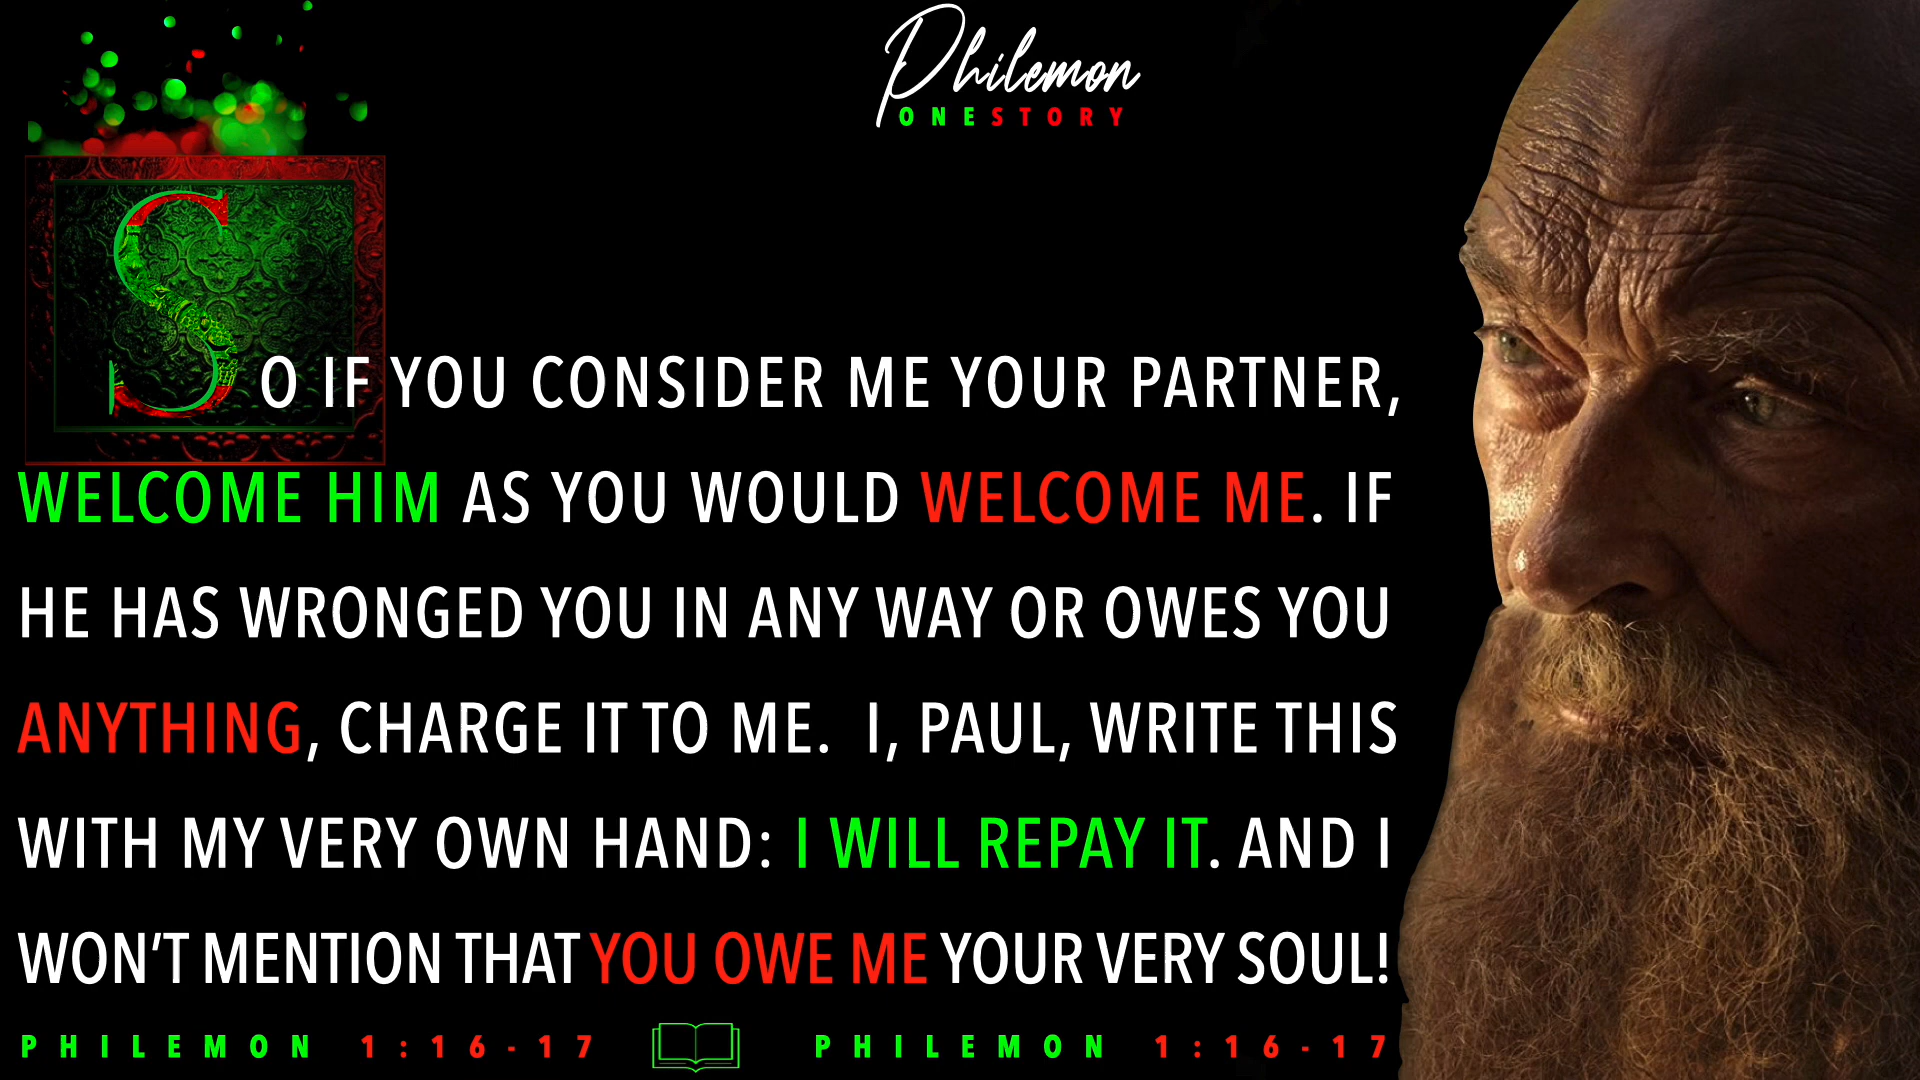 Philemon
ONESTORY
SO IF YOU CONSIDER ME YOUR PARTNER,
WELCOME HIM AS YOU WOULD WELCOME ME. IF
HE HAS WRONGED YOU IN ANY WAY OR OWES YOU
ANYTHING, CHARGE IT TO ME. I, PAUL, WRITE THIS
WITH MY VERY OWN HAND: I WILL REPAY IT. AND I
WON'T MENTION THAT YOU OWE ME YOUR VERY SOUL!
PHILEMON 1:16-17 PHILEMON 1:16-17